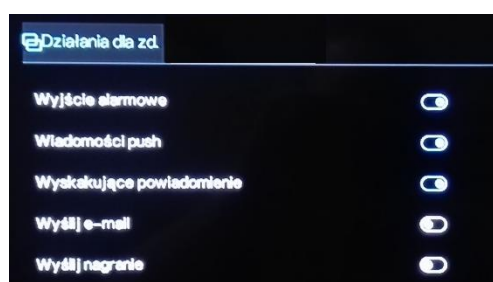 Działania dla zd.
Wyjście alarmowe
Wiadomości push
Wyskakujące powiadomienie
Wyślij e-mail
Wyślij nagranie